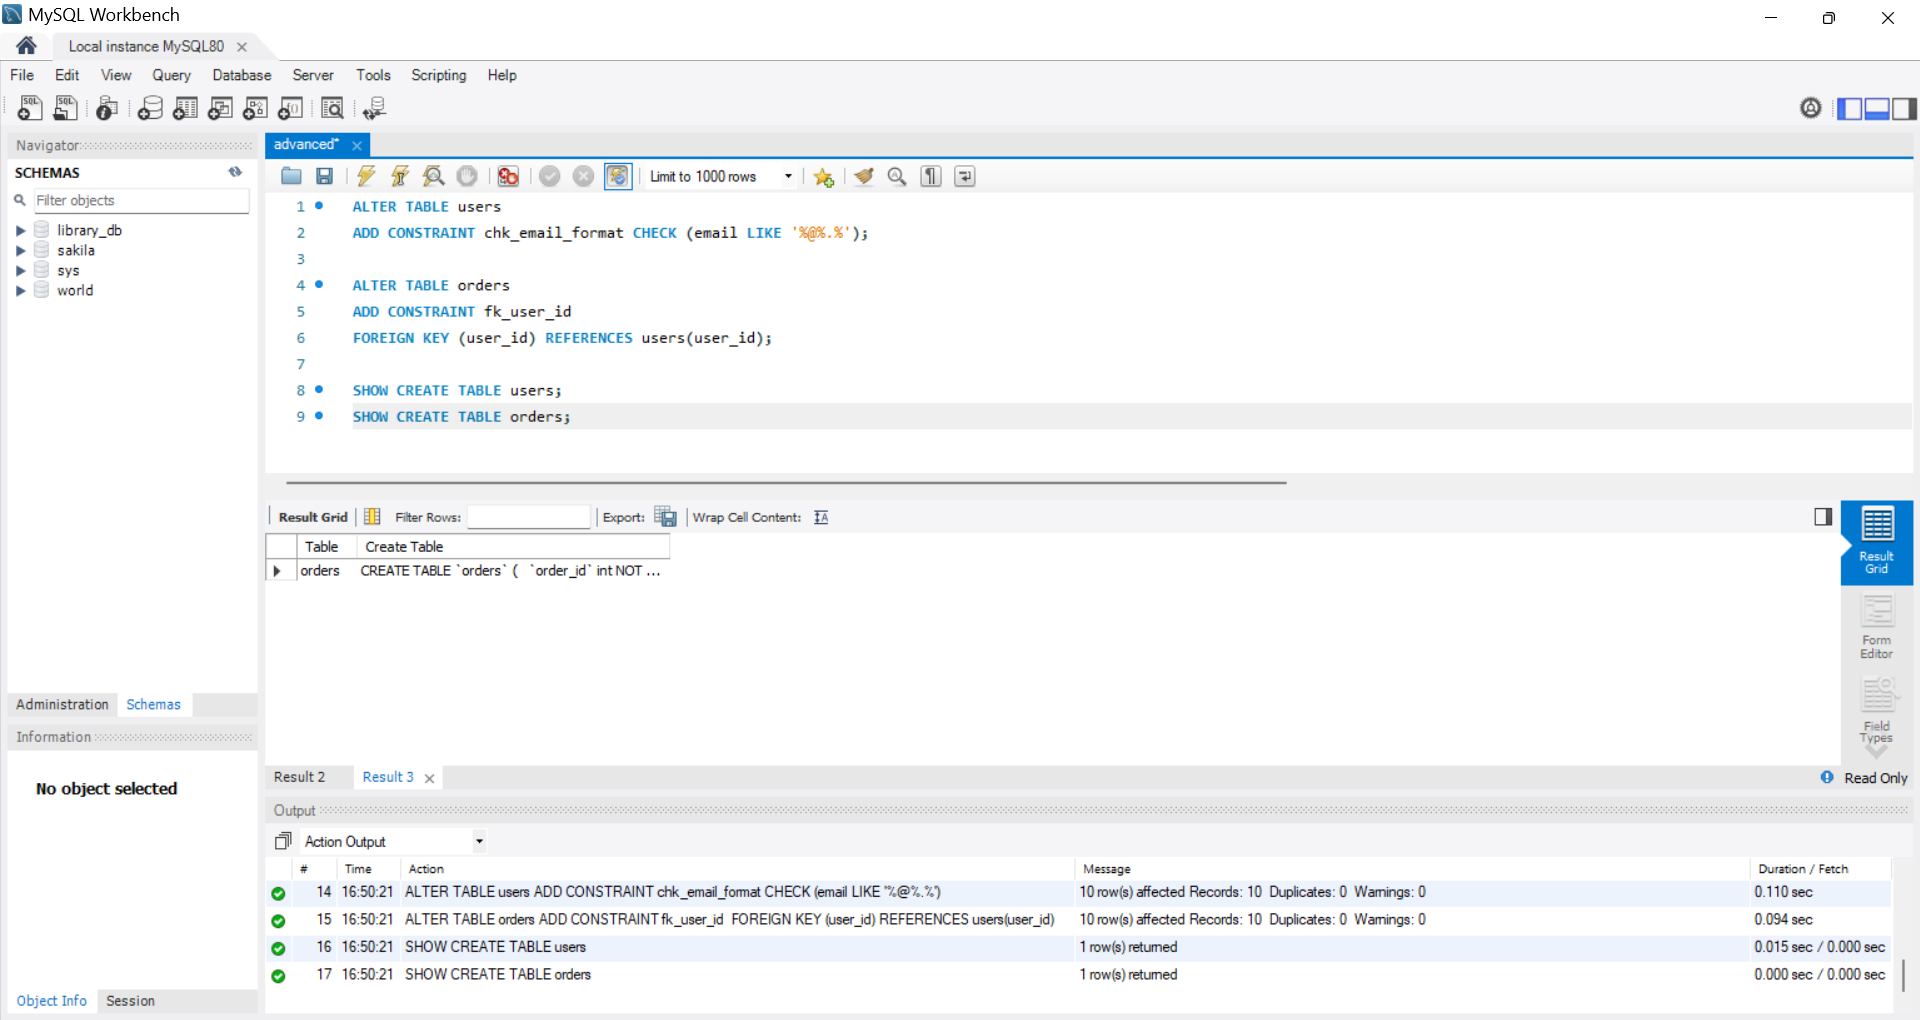 MySQL Workbench
Local instance MySQL80
File Edit View Query Database Server Tools Scripting Help
Navigator
SCHEMAS
Filter objects
library_db
sakila
sys
world
Administration Schemas
Information
No object selected
Object Info Session
advanced*
Limit to 1000 rows
1 ALTER TABLE users
2 ADD CONSTRAINT chk_email_format CHECK (email LIKE '%@%.%');
3
4 ALTER TABLE orders
5 ADD CONSTRAINT fk_user_id
6 FOREIGN KEY (user_id) REFERENCES users(user_id);
7
8 SHOW CREATE TABLE users;
9 SHOW CREATE TABLE orders;
Result Grid Filter Rows: Export: Wrap Cell Content:
Table Create Table
orders CREATE TABLE `orders` ( `order_id` int NOT ...
Result Grid
Form Editor
Field Types
Result 2 Result 3 Read Only
Output
Action Output
# Time Action Message Duration / Fetch
14 16:50:21 ALTER TABLE users ADD CONSTRAINT chk_email_format CHECK (email LIKE '%@%.%') 10 row(s) affected Records: 10 Duplicates: 0 Warnings: 0 0.110 sec
15 16:50:21 ALTER TABLE orders ADD CONSTRAINT fk_user_id FOREIGN KEY (user_id) REFERENCES users(user_id) 10 row(s) affected Records: 10 Duplicates: 0 Warnings: 0 0.094 sec
16 16:50:21 SHOW CREATE TABLE users 1 row(s) returned 0.015 sec / 0.000 sec
17 16:50:21 SHOW CREATE TABLE orders 1 row(s) returned 0.000 sec / 0.000 sec